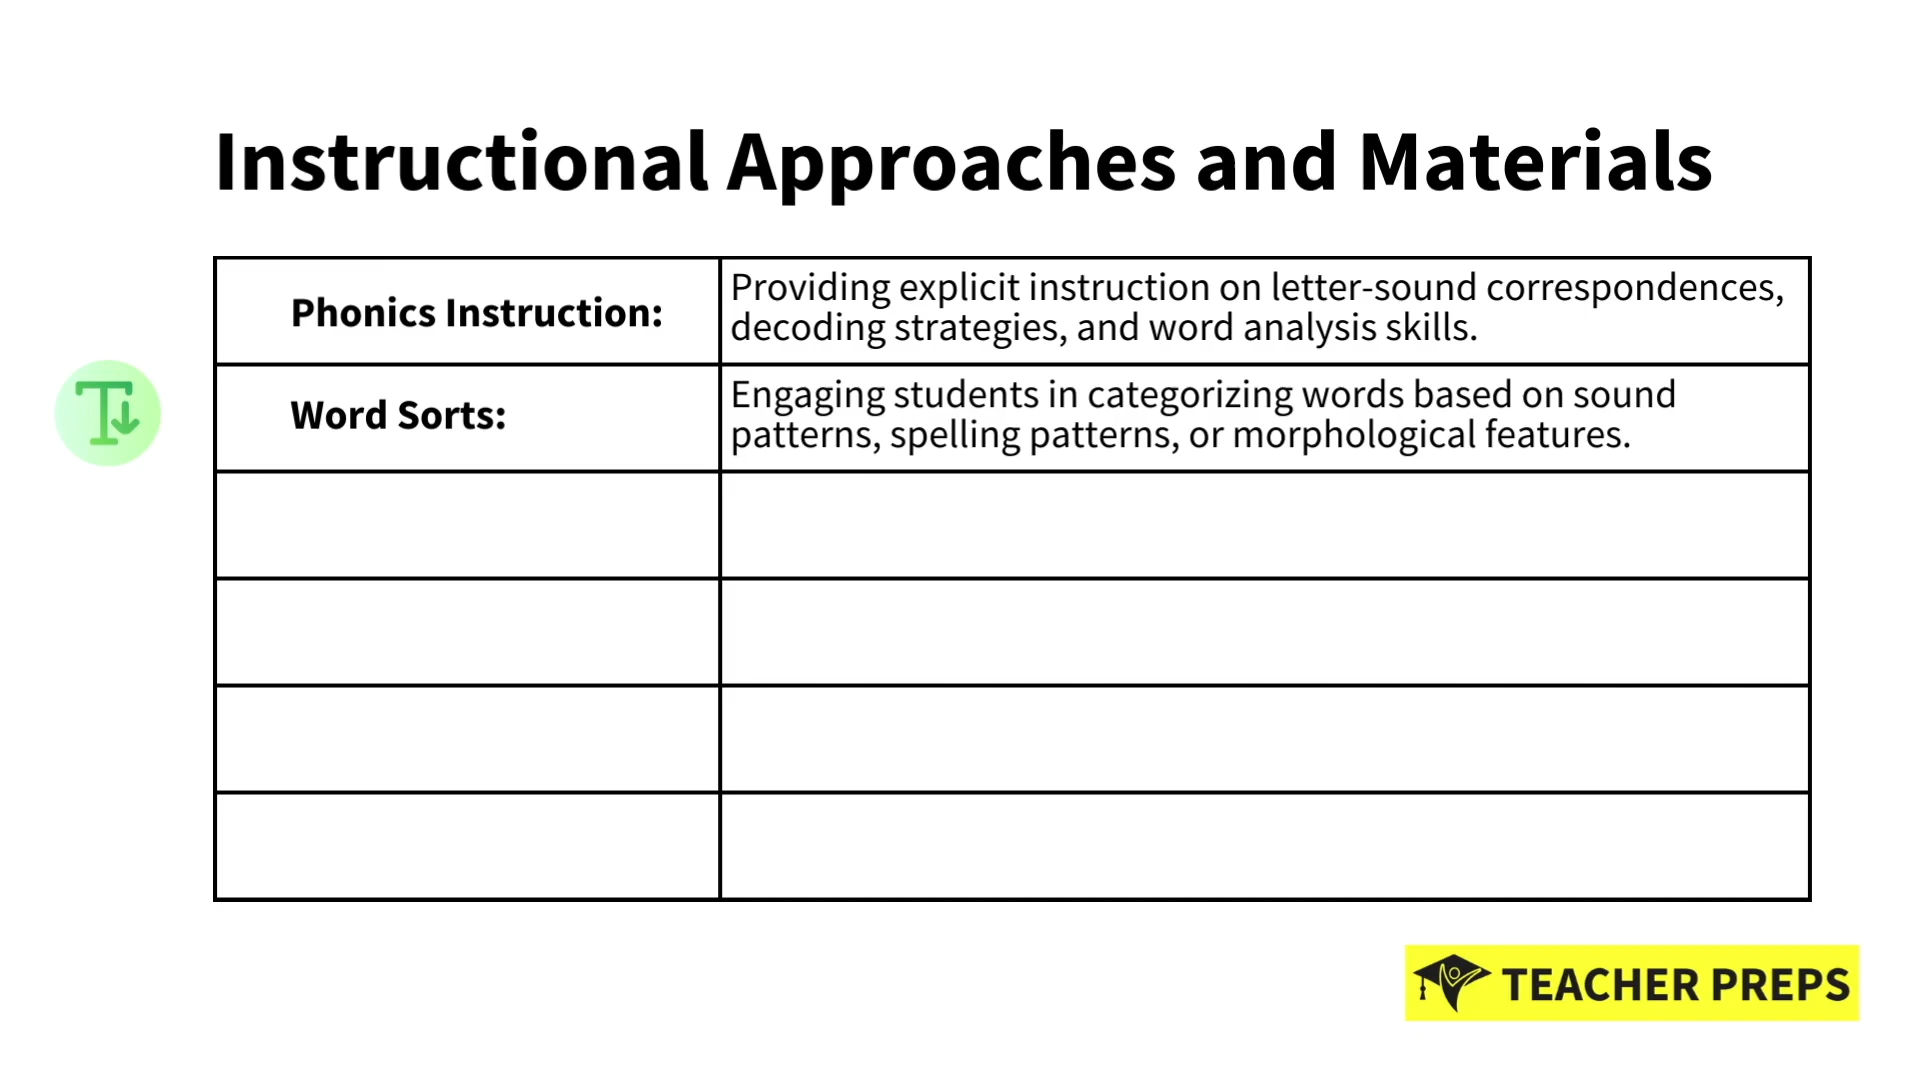 Instructional Approaches and Materials
Phonics Instruction:
Providing explicit instruction on letter-sound correspondences,
decoding strategies, and word analysis skills.
Word Sorts:
Engaging students in categorizing words based on sound
patterns, spelling patterns, or morphological features.
TEACHER PREPS